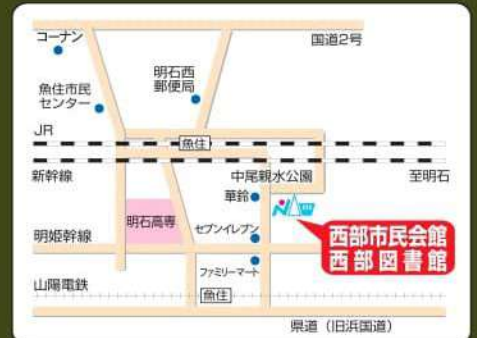 コーナン
国道2号
明石西
郵便局
魚住市民
センター
JR
魚住
新幹線
中尾親水公園
至明石
華鈴
明石高専
セブンイレブン
明姫幹線
西部市民会館
西部図書館
ファミリーマート
山陽電鉄
魚住
県道（旧浜国道）